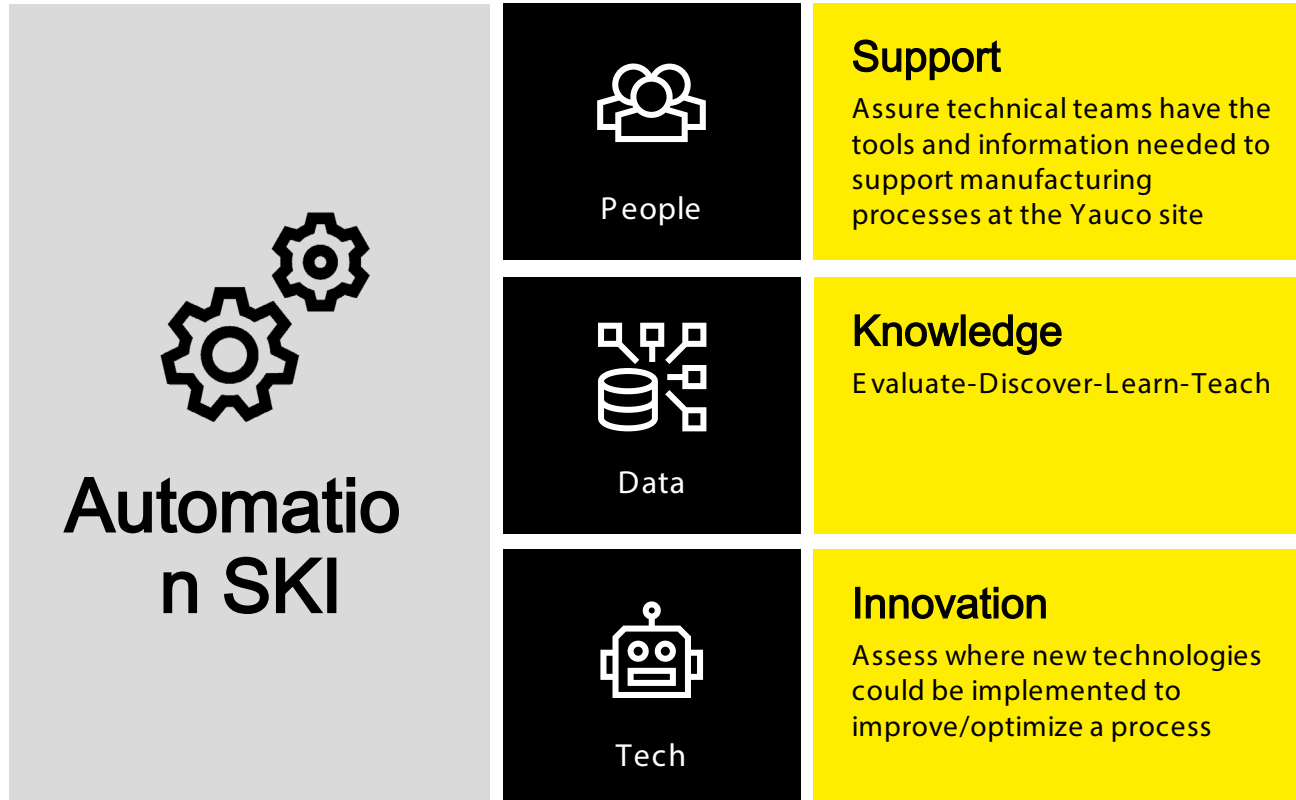 Automatio
n SKI
People
Support
Assure technical teams have the
tools and information needed to
support manufacturing
processes at the Yauco site
Data
Knowledge
Evaluate-Discover-Learn-Teach
Tech
Innovation
Assess where new technologies
could be implemented to
improve/optimize a process